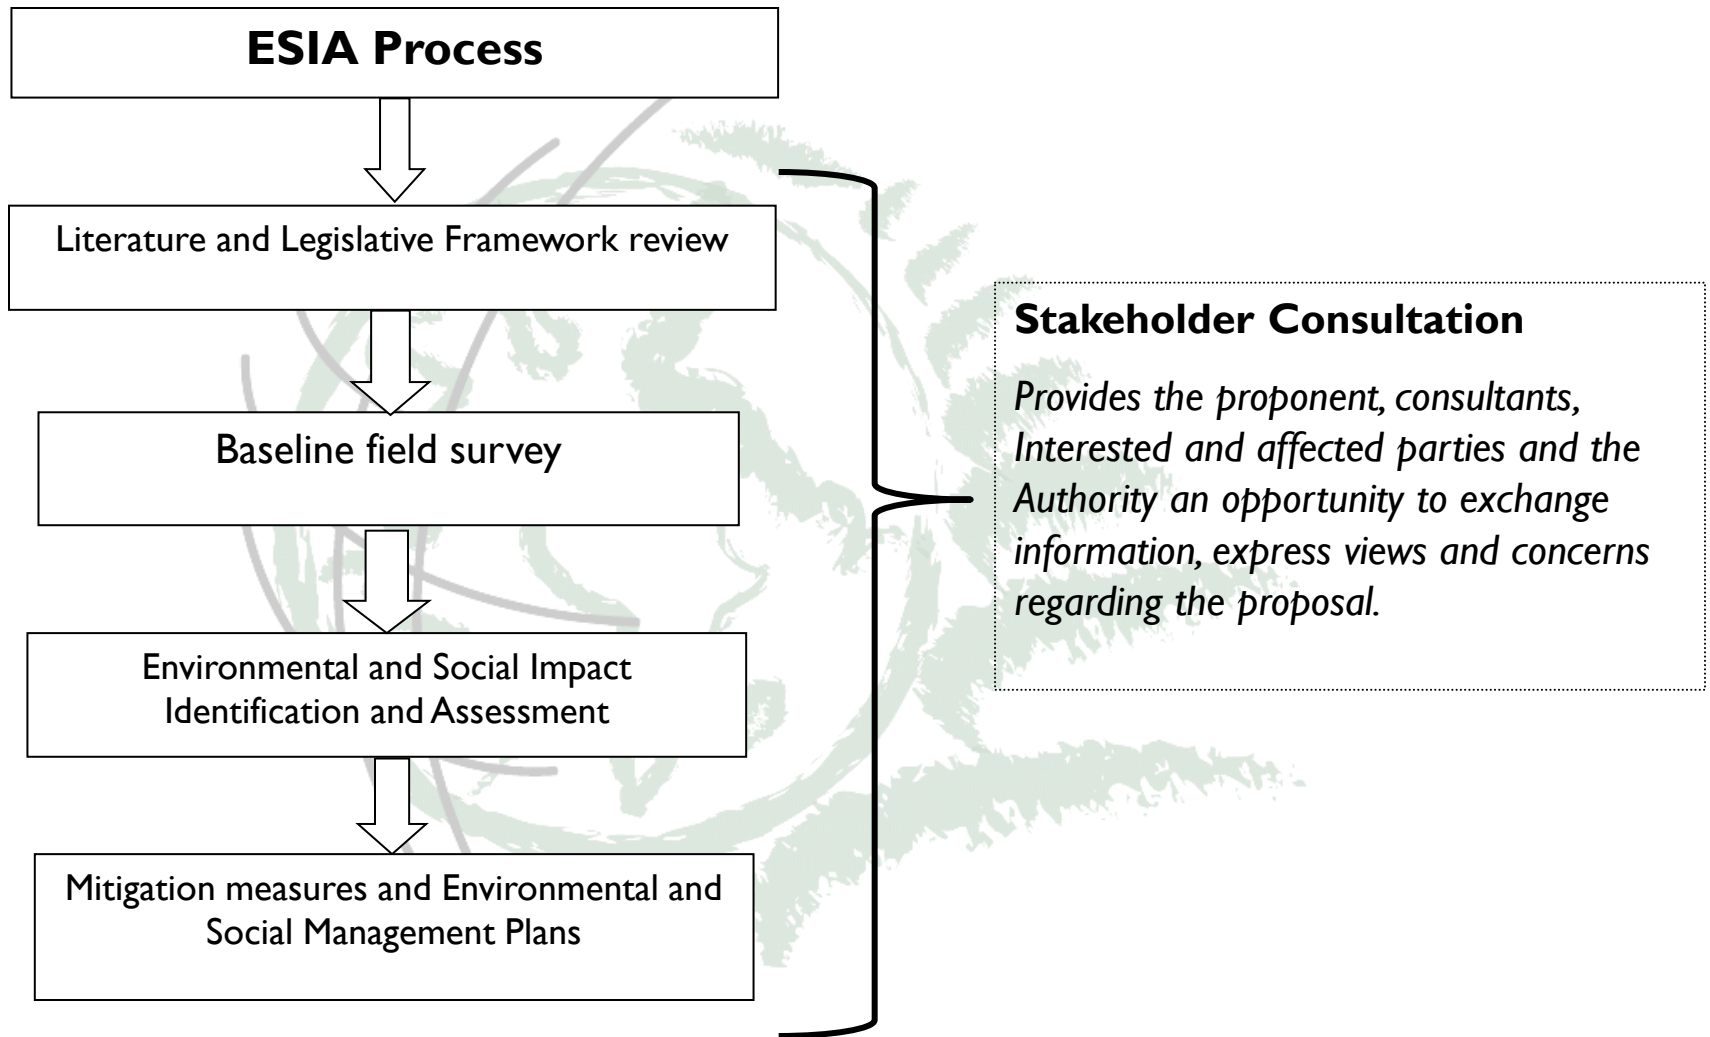 ESIA Process
Literature and Legislative Framework review
Baseline field survey
Environmental and Social Impact
Identification and Assessment
Mitigation measures and Environmental and
Social Management Plans
Stakeholder Consultation
Provides the proponent, consultants,
Interested and affected parties and the
Authority an opportunity to exchange
information, express views and concerns
regarding the proposal.